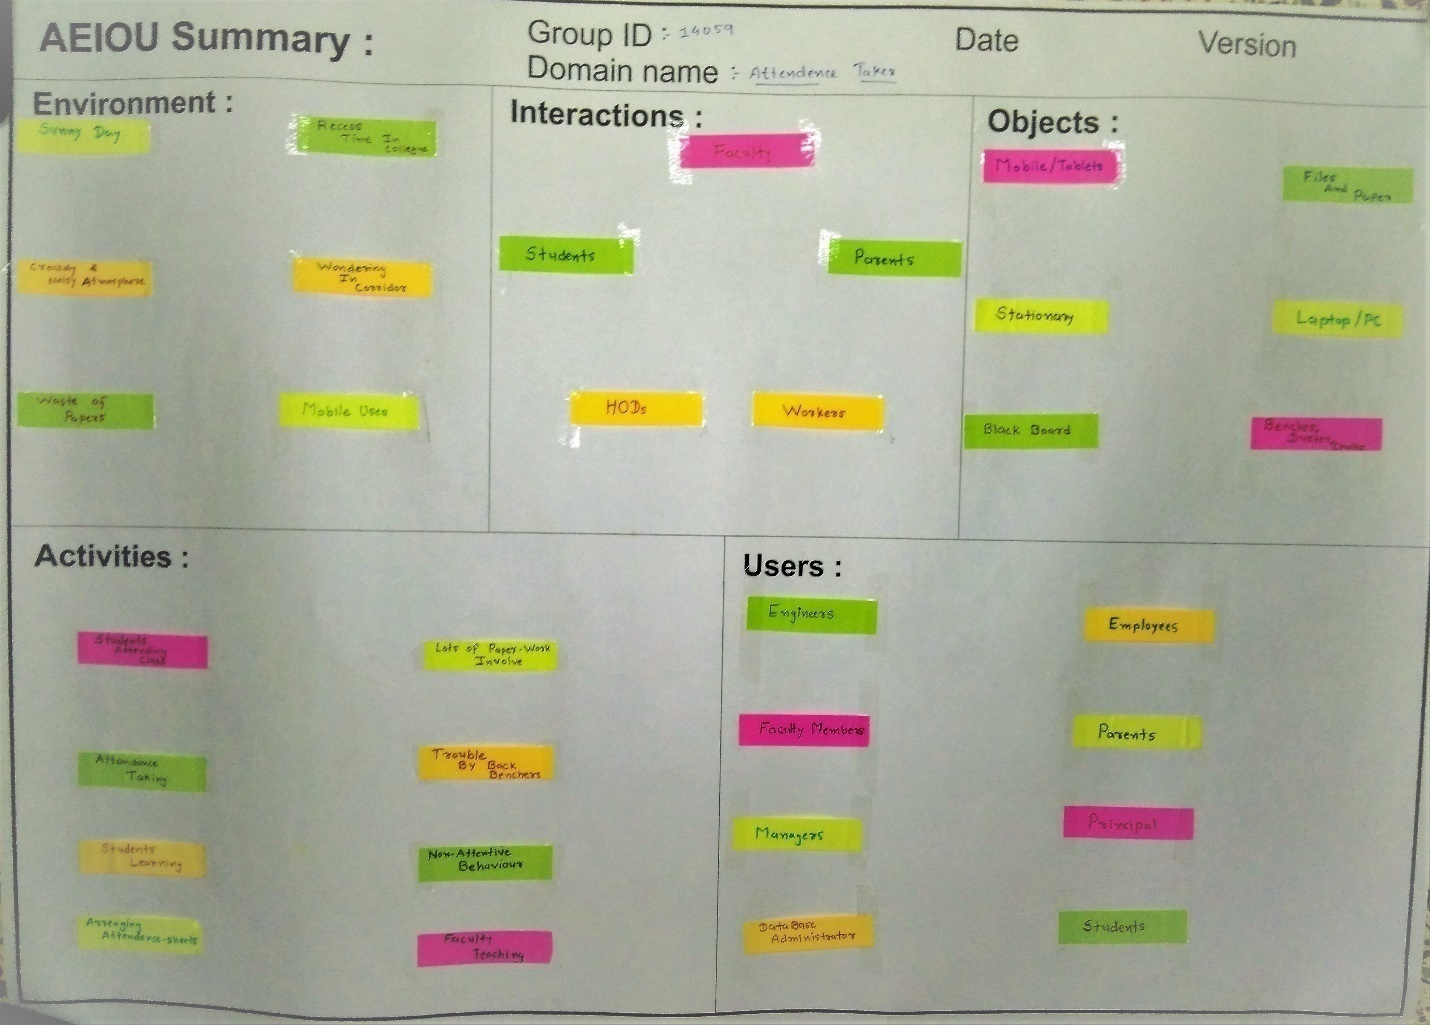 AEIOU Summary :
Group ID :- 14059
Date
Version
Domain name :- Attendence Taker
Environment :
Sunny Day
Recess
Time In
College
Crowdy &
Noisy Atmosphere
Wondering
In
Corridor
Waste of
Papers
Mobile Uses
Interactions :
Faculty
Students
Parents
HODs
Workers
Objects :
Mobile/Tablets
Files
And
Paper
Stationary
Laptop/PC
Black Board
Benches,
Duster,
Activities :
Students
Attending
Class
Lots of Paper-Work
Involve
Attendance
Taking
Trouble
By Back
Benchers
Students
Learning
Non-Attentive
Behaviour
Arranging
Attendence-sheets
Faculty
Teaching
Users :
Engineers
Employees
Faculty Members
Parents
Managers
Principal
DataBase
Administrator
Students